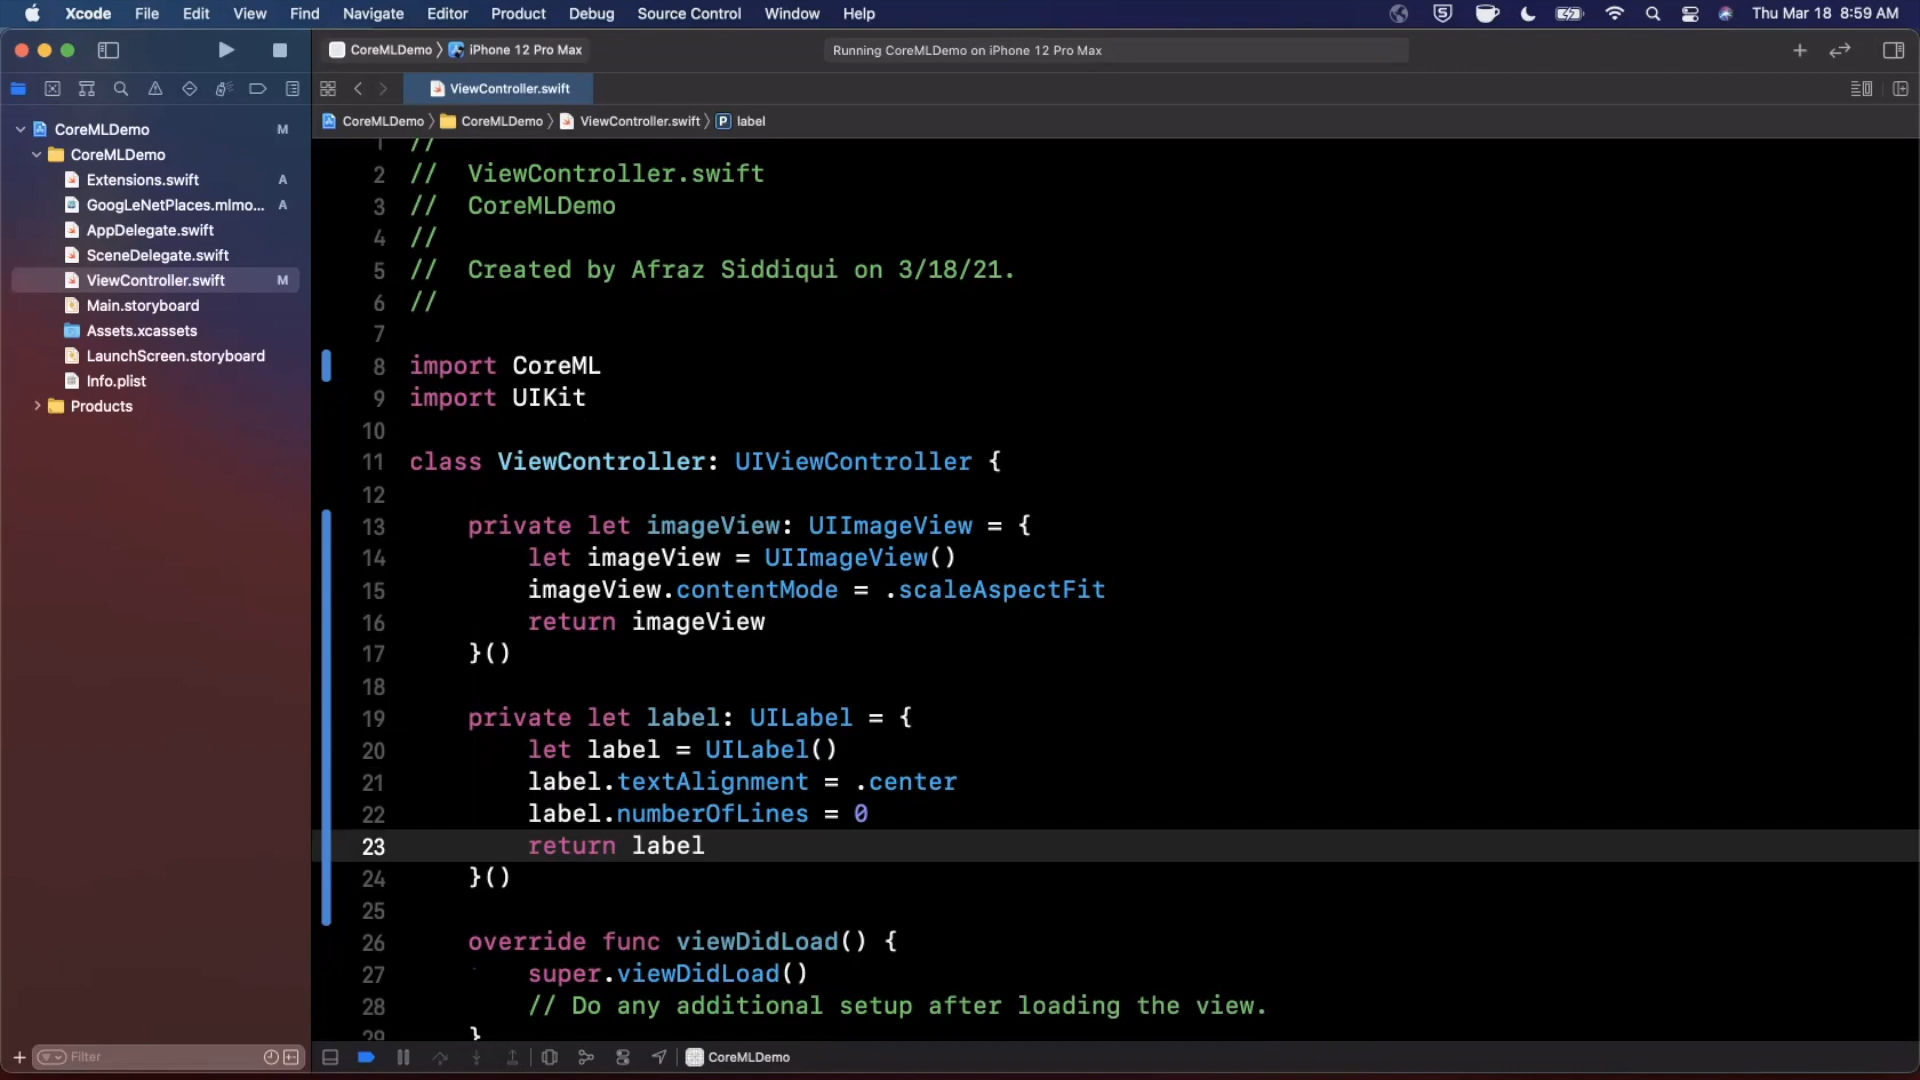 Xcode File Edit View Find Navigate Editor Product Debug Source Control Window Help Thu Mar 18 8:59 AM
CoreMLDemo iPhone 12 Pro Max Running CoreMLDemo on iPhone 12 Pro Max
ViewController.swift
CoreMLDemo CoreMLDemo ViewController.swift P label
CoreMLDemo M
CoreMLDemo
Extensions.swift A
GoogLeNetPlaces.mlmo... A
AppDelegate.swift
SceneDelegate.swift
ViewController.swift M
Main.storyboard
Assets.xcassets
LaunchScreen.storyboard
Info.plist
Products
1 //
2 // ViewController.swift
3 // CoreMLDemo
4 //
5 // Created by Afraz Siddiqui on 3/18/21.
6 //
7
8 import CoreML
9 import UIKit
10
11 class ViewController: UIViewController {
12
13 private let imageView: UIImageView = {
14 let imageView = UIImageView()
15 imageView.contentMode = .scaleAspectFit
16 return imageView
17 }()
18
19 private let label: UILabel = {
20 let label = UILabel()
21 label.textAlignment = .center
22 label.numberOfLines = 0
23 return label
24 }()
25
26 override func viewDidLoad() {
27 super.viewDidLoad()
28 // Do any additional setup after loading the view.
29 }
Filter
CoreMLDemo